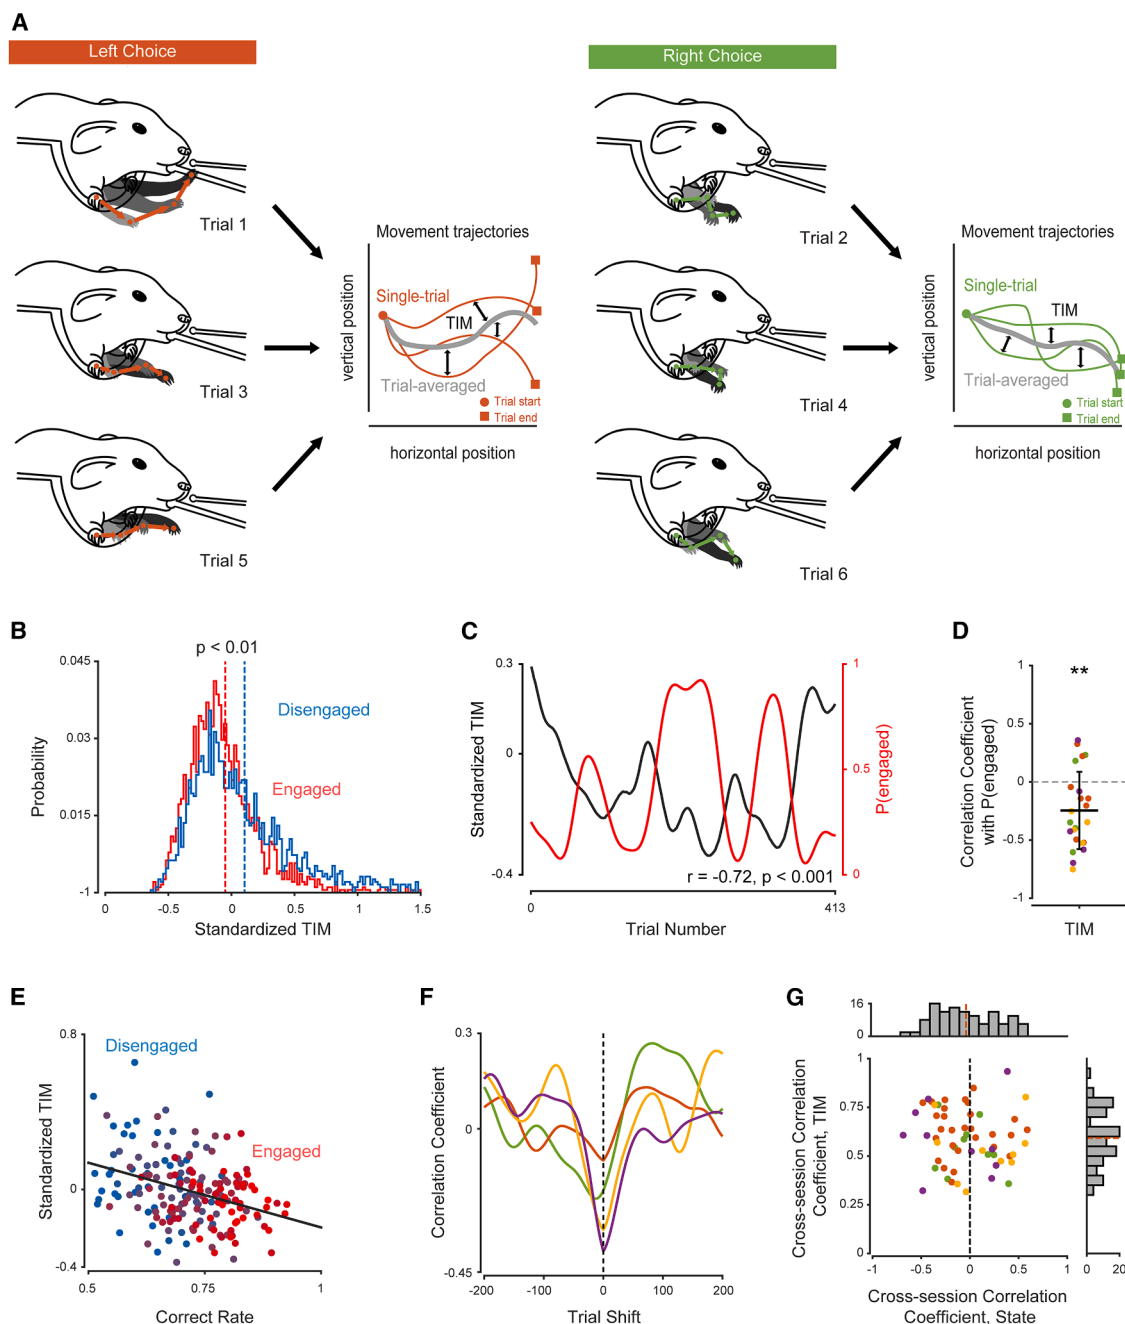 A
Left Choice
Right Choice
Trial 1
Trial 2
Trial 3
Trial 4
Trial 5
Trial 6
Movement trajectories
vertical position
Single-trial
TIM
Trial-averaged
Trial start
Trial end
horizontal position
Movement trajectories
vertical position
Single-trial
TIM
Trial-averaged
Trial start
Trial end
horizontal position
B
p < 0.01
0.045
0.03
0.015
-1
Probability
Disengaged
Engaged
0
-0.5
0
0.5
1
1.5
Standardized TIM
C
0.3
0
-0.4
Standardized TIM
1
0.5
0
P(engaged)
r = -0.72, p < 0.001
0
413
Trial Number
D
1
0.5
0
-0.5
-1
Correlation Coefficient
with P(engaged)
**
TIM
E
0.8
0
-0.4
Standardized TIM
Disengaged
Engaged
0.5
0.75
1
Correct Rate
F
0.3
0
-0.45
Correlation Coefficient
-200
-100
0
100
200
Trial Shift
G
16
0
-1
0
1
1
0.75
0.5
0.25
0
Cross-session Correlation
Coefficient, TIM
-1
-0.5
0
0.5
1
0
20
Cross-session Correlation
Coefficient, State